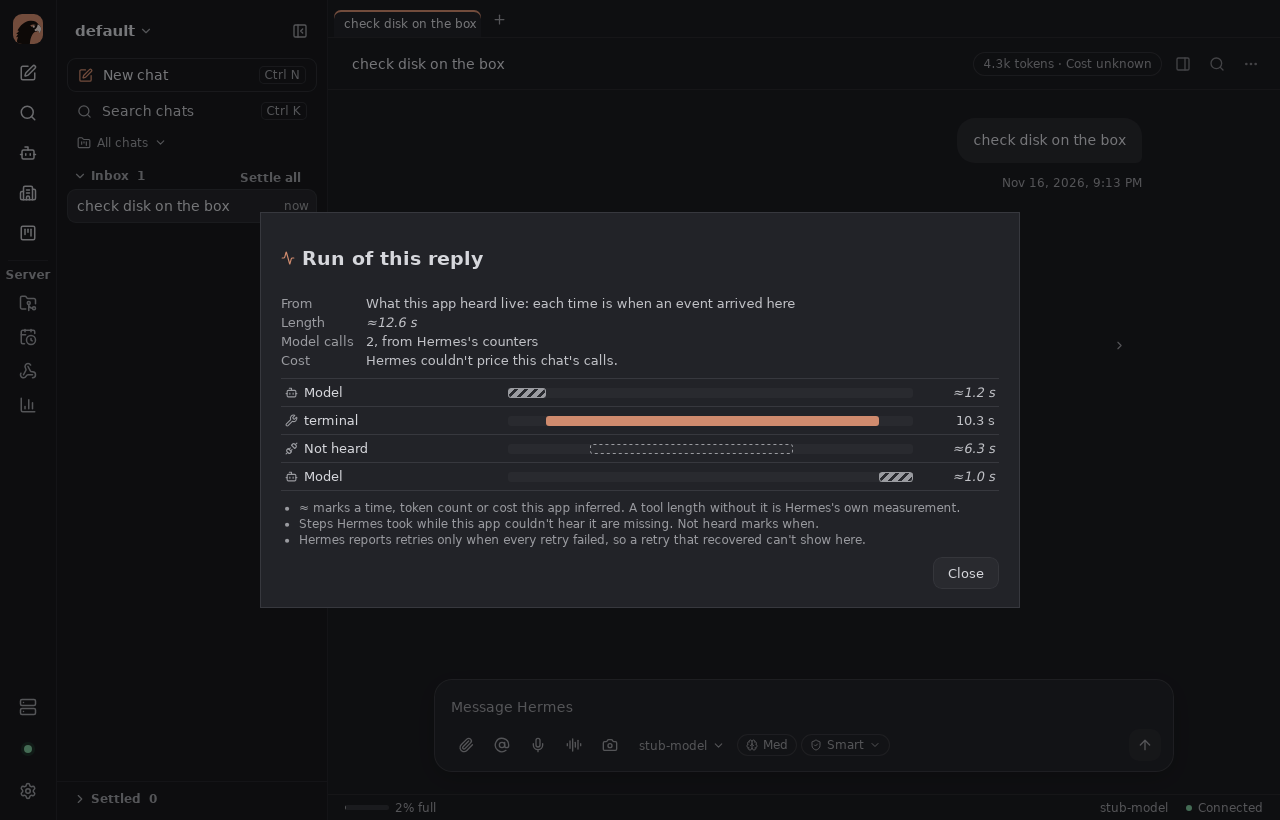 default
New chat
Ctrl N
Search chats
Ctrl K
All chats
Inbox 1
Settle all
check disk on the box
now
Server
Settled 0
check disk on the box
check disk on the box
4.3k tokens · Cost unknown
check disk on the box
Nov 16, 2026, 9:13 PM
Run of this reply
From What this app heard live: each time is when an event arrived here
Length ≈12.6 s
Model calls 2, from Hermes's counters
Cost Hermes couldn't price this chat's calls.
Model ≈1.2 s
terminal 10.3 s
Not heard ≈6.3 s
Model ≈1.0 s
• ≈ marks a time, token count or cost this app inferred. A tool length without it is Hermes's own measurement.
• Steps Hermes took while this app couldn't hear it are missing. Not heard marks when.
• Hermes reports retries only when every retry failed, so a retry that recovered can't show here.
Close
Message Hermes
stub-model
Med
Smart
2% full
stub-model
Connected